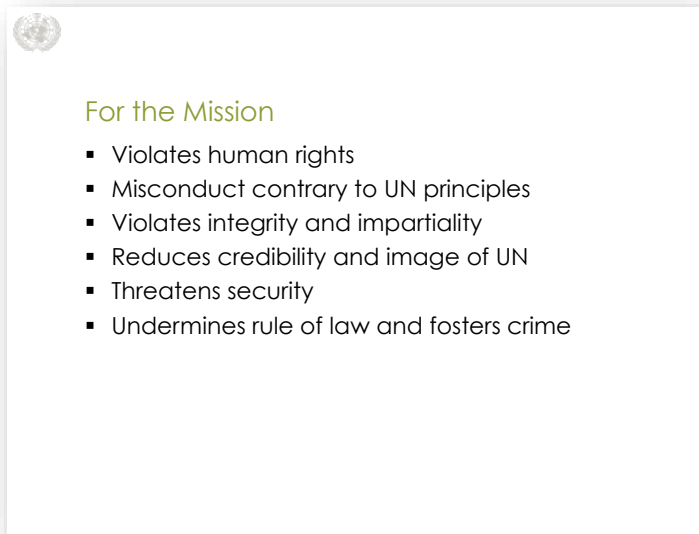 For the Mission
▪ Violates human rights
▪ Misconduct contrary to UN principles
▪ Violates integrity and impartiality
▪ Reduces credibility and image of UN
▪ Threatens security
▪ Undermines rule of law and fosters crime